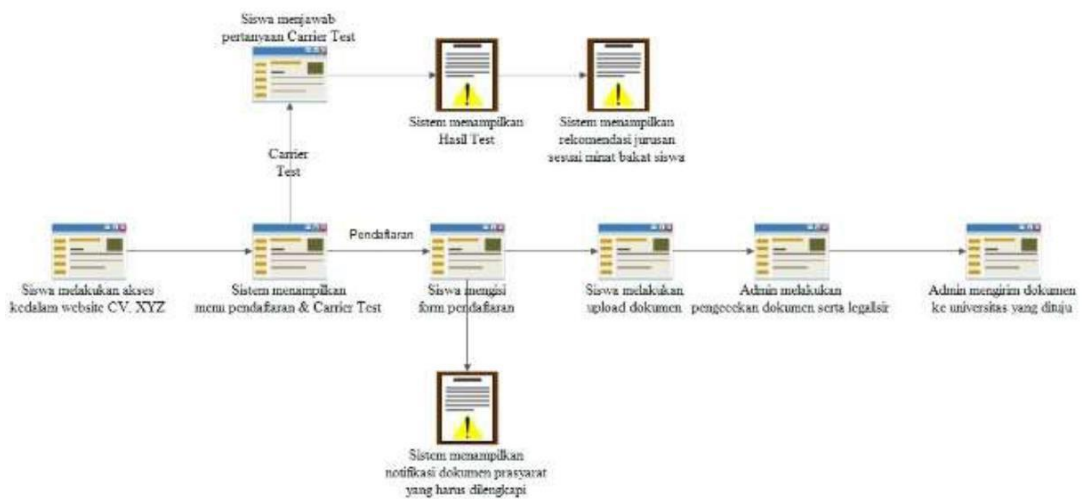 Siswa menjawab
pertanyaan Carrier Test
Sistem menampilkan
Hasil Test
Sistem menampilkan
rekomendasi jurusan
sesuai minat bakat siswa
Carrier
Test
Pendaftaran
Siswa melakukan akses
kedalam website CV. XYZ
Sistem menampilkan
menu pendaftaran & Carrier Test
Siswa mengisi
form pendaftaran
Siswa melakukan
upload dokumen
Admin melakukan
pengecekan dokumen serta legalisir
Admin mengirim dokumen
ke universitas yang dituju
Sistem menampilkan
notifikasi dokumen prasyarat
yang harus dilengkapi